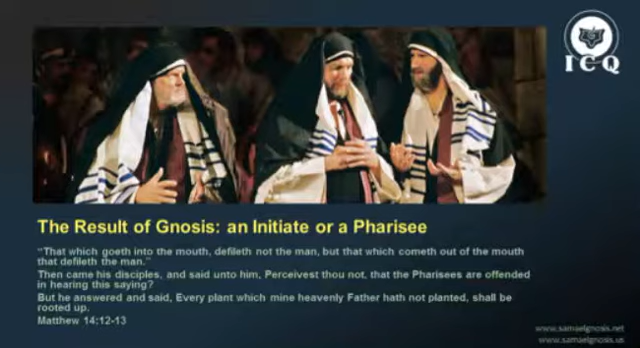 ICQ
The Result of Gnosis: an Initiate or a Pharisee
“That which goeth into the mouth, defileth not the man, but that which cometh out of the mouth
that defileth the man.”
Then came his disciples, and said unto him, Perceivest thou not, that the Pharisees are offended
in hearing this saying?
But he answered and said, Every plant which mine heavenly Father hath not planted, shall be
rooted up.
Matthew 14:12-13
www.samaelgnosis.net
www.samaelgnosis.us